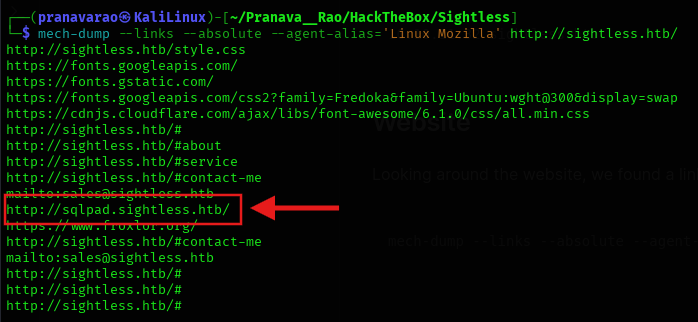 ┌──(pranavarao㉿KaliLinux)-[~/Pranava__Rao/HackTheBox/Sightless]
└─$ mech-dump --links --absolute --agent-alias='Linux Mozilla' http://sightless.htb/
http://sightless.htb/style.css
https://fonts.googleapis.com/
https://fonts.gstatic.com/
https://fonts.googleapis.com/css2?family=Fredoka&family=Ubuntu:wght@300&display=swap
https://cdnjs.cloudflare.com/ajax/libs/font-awesome/6.1.0/css/all.min.css
Website
http://sightless.htb/#
http://sightless.htb/#about
http://sightless.htb/#service
Looking around the website, we found a lin
http://sightless.htb/#contact-me
mailto:sales@sightless.htb
http://sqlpad.sightless.htb/
https://www.froxlor.org/
http://sightless.htb/#contact-me
mech-dump --links --absolute --agent
mailto:sales@sightless.htb
http://sightless.htb/#
http://sightless.htb/#
http://sightless.htb/#